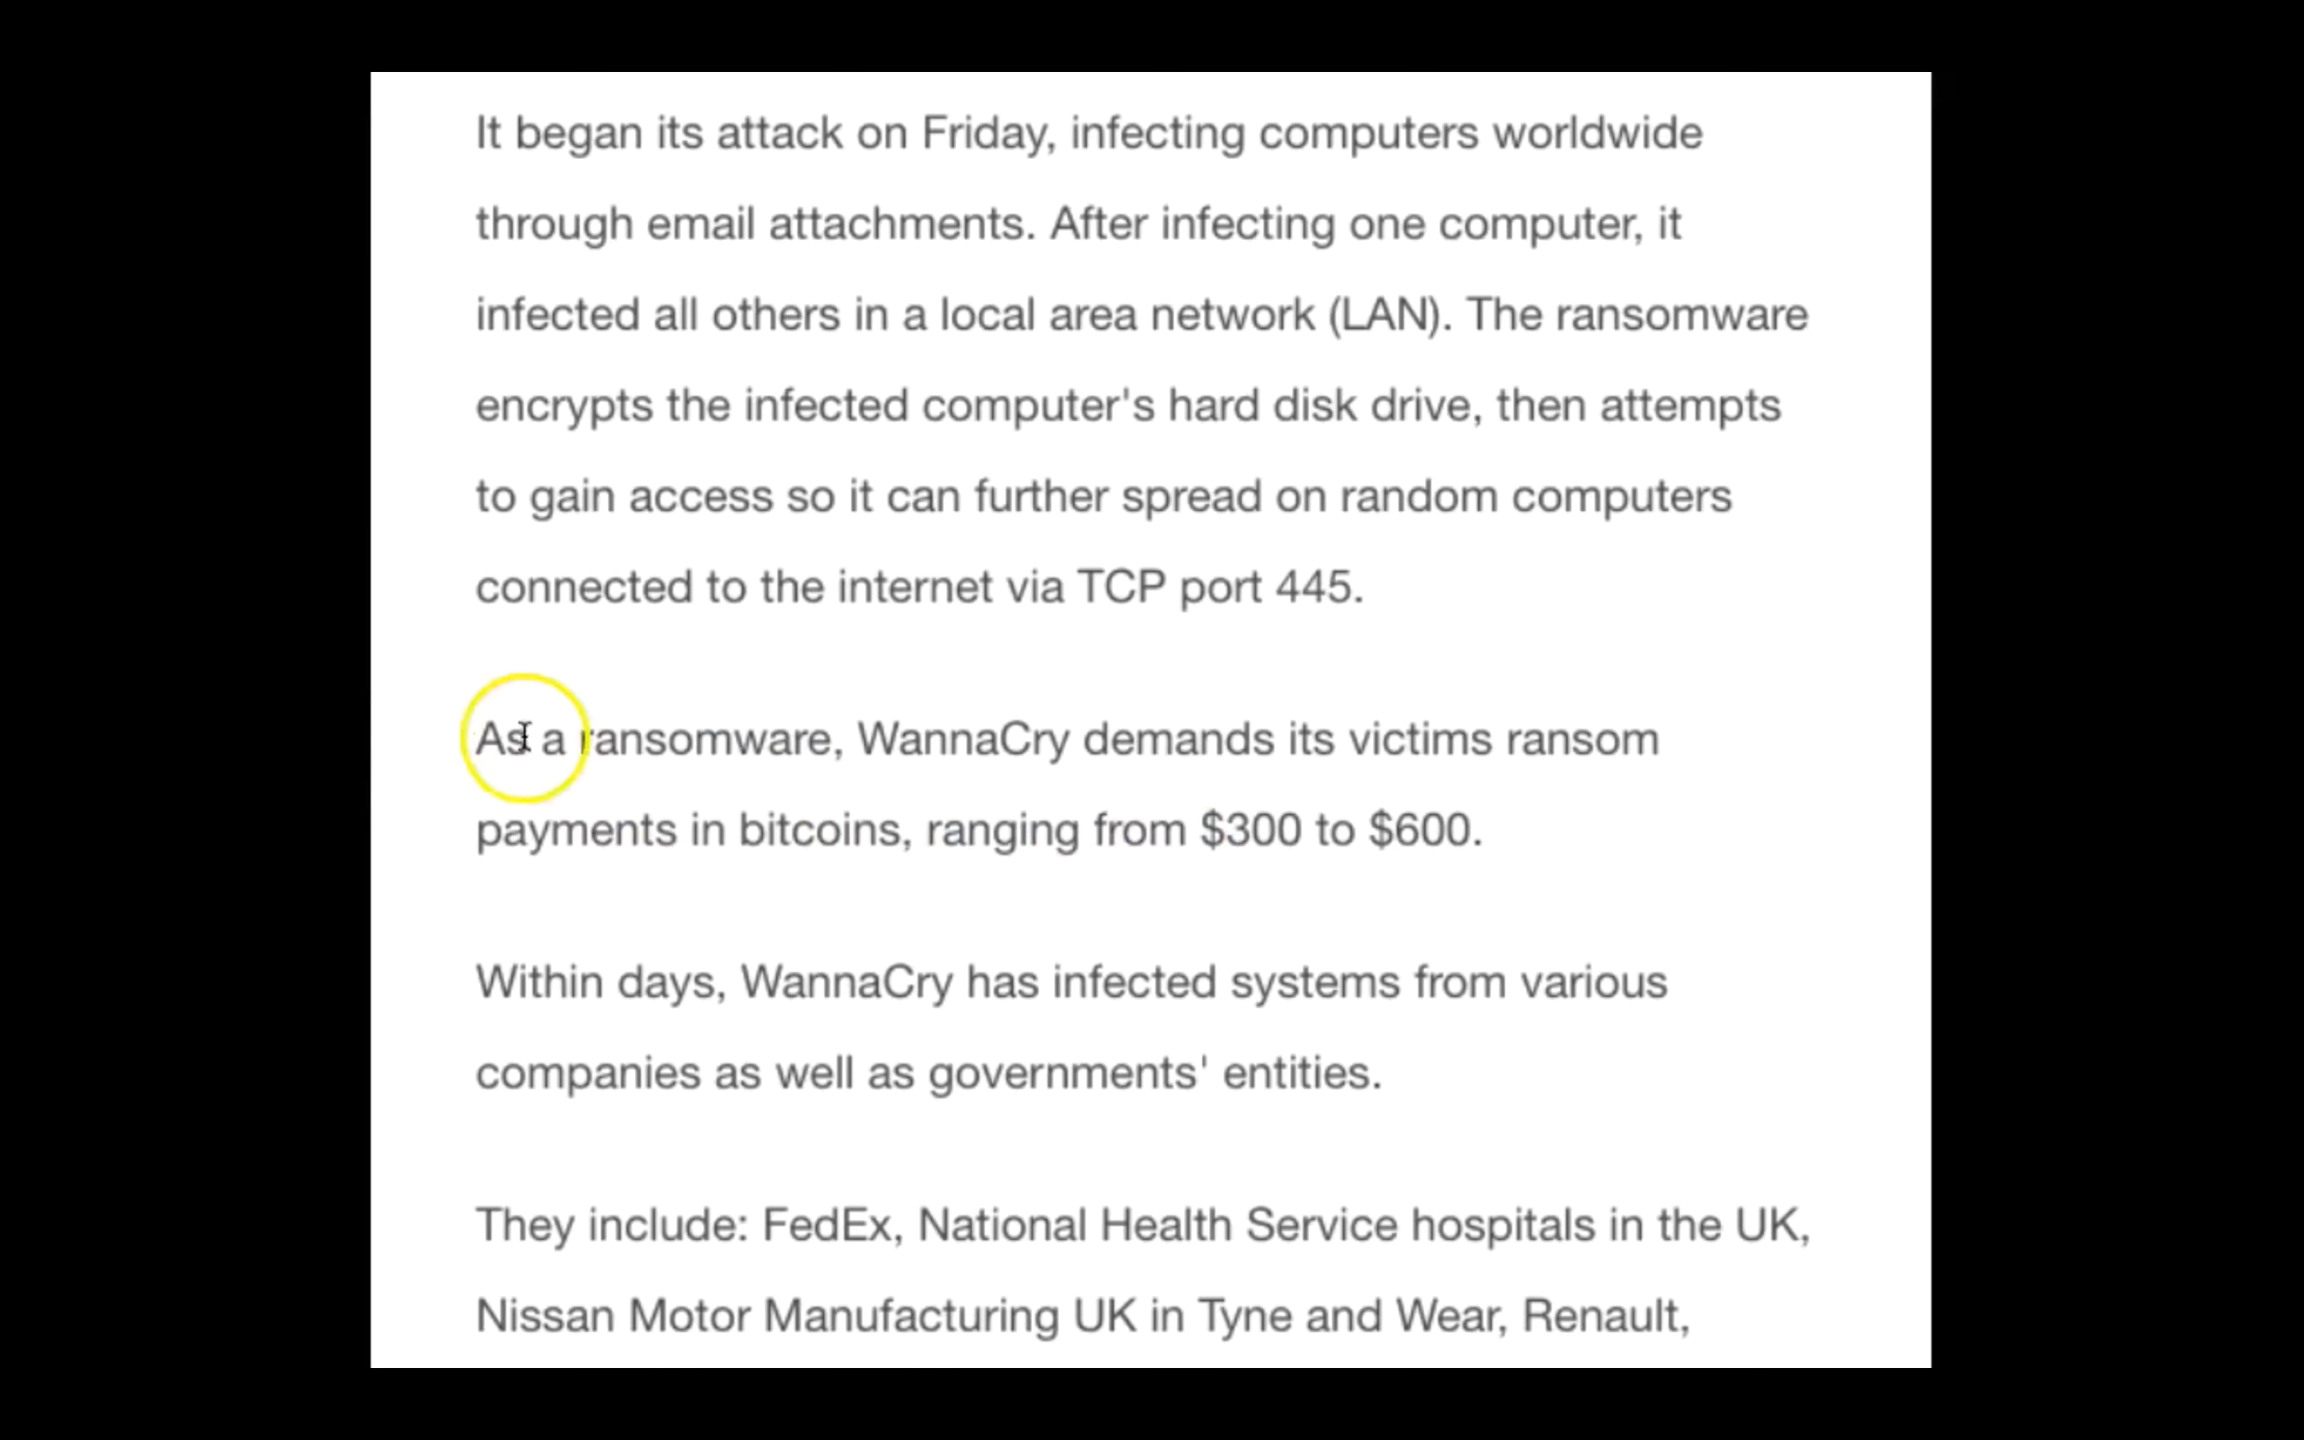 It began its attack on Friday, infecting computers worldwide
through email attachments. After infecting one computer, it
infected all others in a local area network (LAN). The ransomware
encrypts the infected computer's hard disk drive, then attempts
to gain access so it can further spread on random computers
connected to the internet via TCP port 445.
As a ransomware, WannaCry demands its victims ransom
payments in bitcoins, ranging from $300 to $600.
Within days, WannaCry has infected systems from various
companies as well as governments' entities.
They include: FedEx, National Health Service hospitals in the UK,
Nissan Motor Manufacturing UK in Tyne and Wear, Renault,